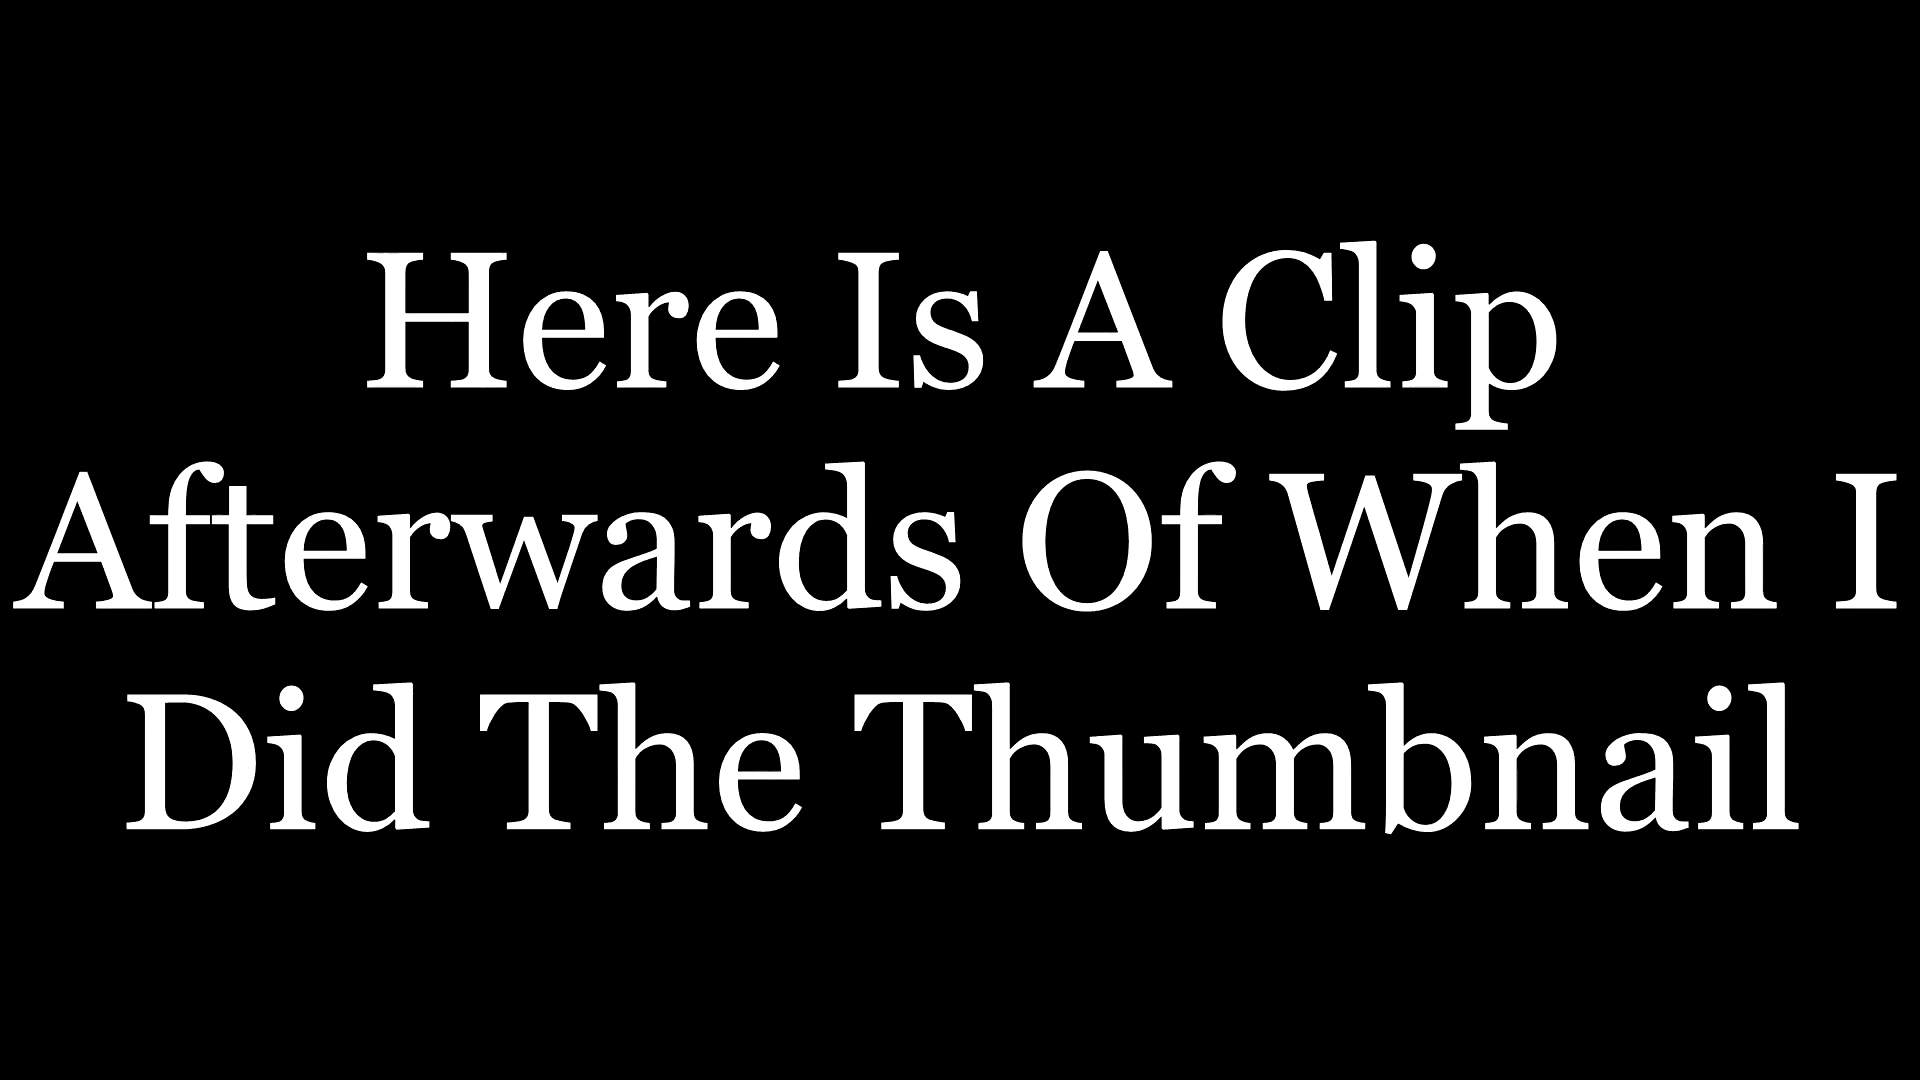 Here Is A Clip
Afterwards Of When I
Did The Thumbnail